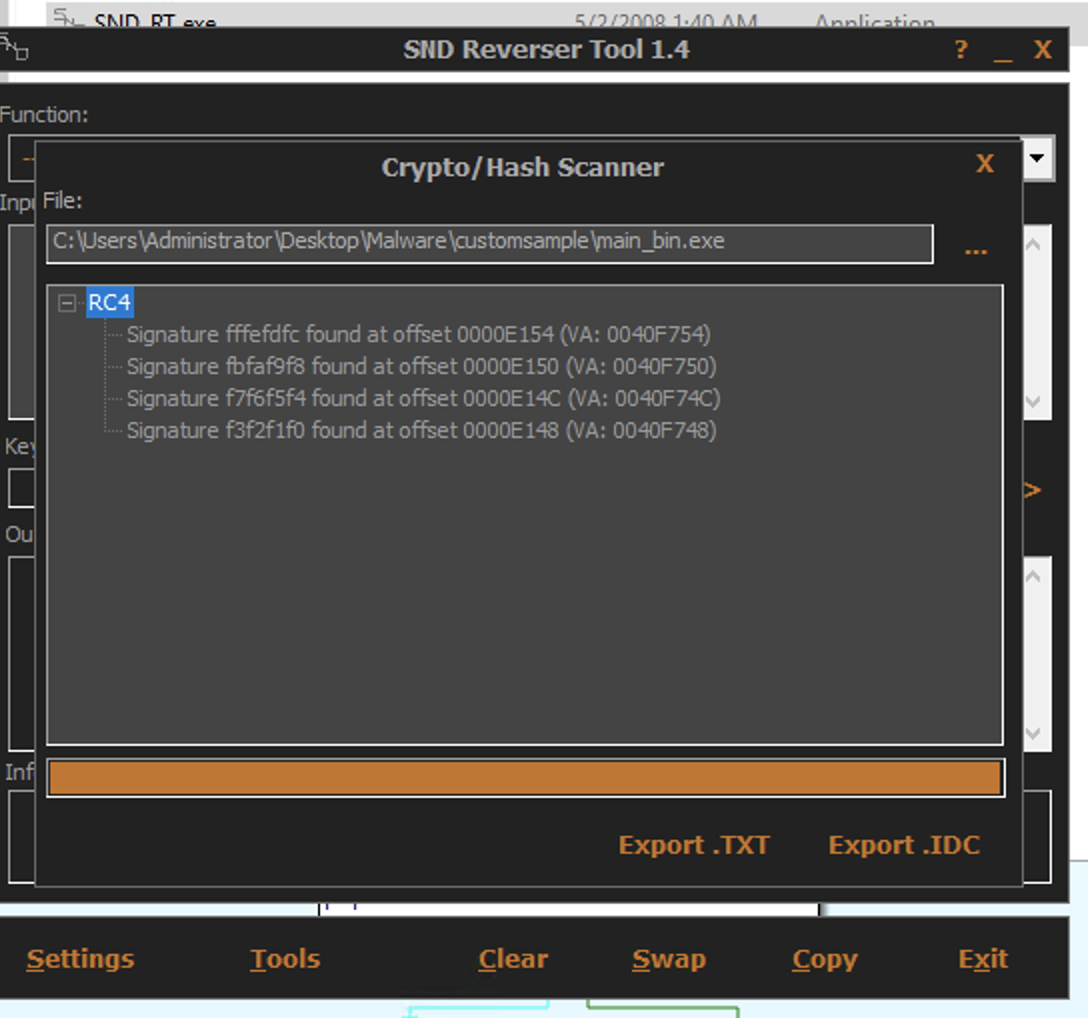 SND_RT.exe 5/2/2008 1:40 AM Application
SND Reverser Tool 1.4 ? _ X
Function:
Crypto/Hash Scanner X
File:
C:\Users\Administrator\Desktop\Malware\customsample\main_bin.exe ...
RC4
Signature fffefdfc found at offset 0000E154 (VA: 0040F754)
Signature fbfaf9f8 found at offset 0000E150 (VA: 0040F750)
Signature f7f6f5f4 found at offset 0000E14C (VA: 0040F74C)
Signature f3f2f1f0 found at offset 0000E148 (VA: 0040F748)
Key
>
Export .TXT Export .IDC
Settings Tools Clear Swap Copy Exit